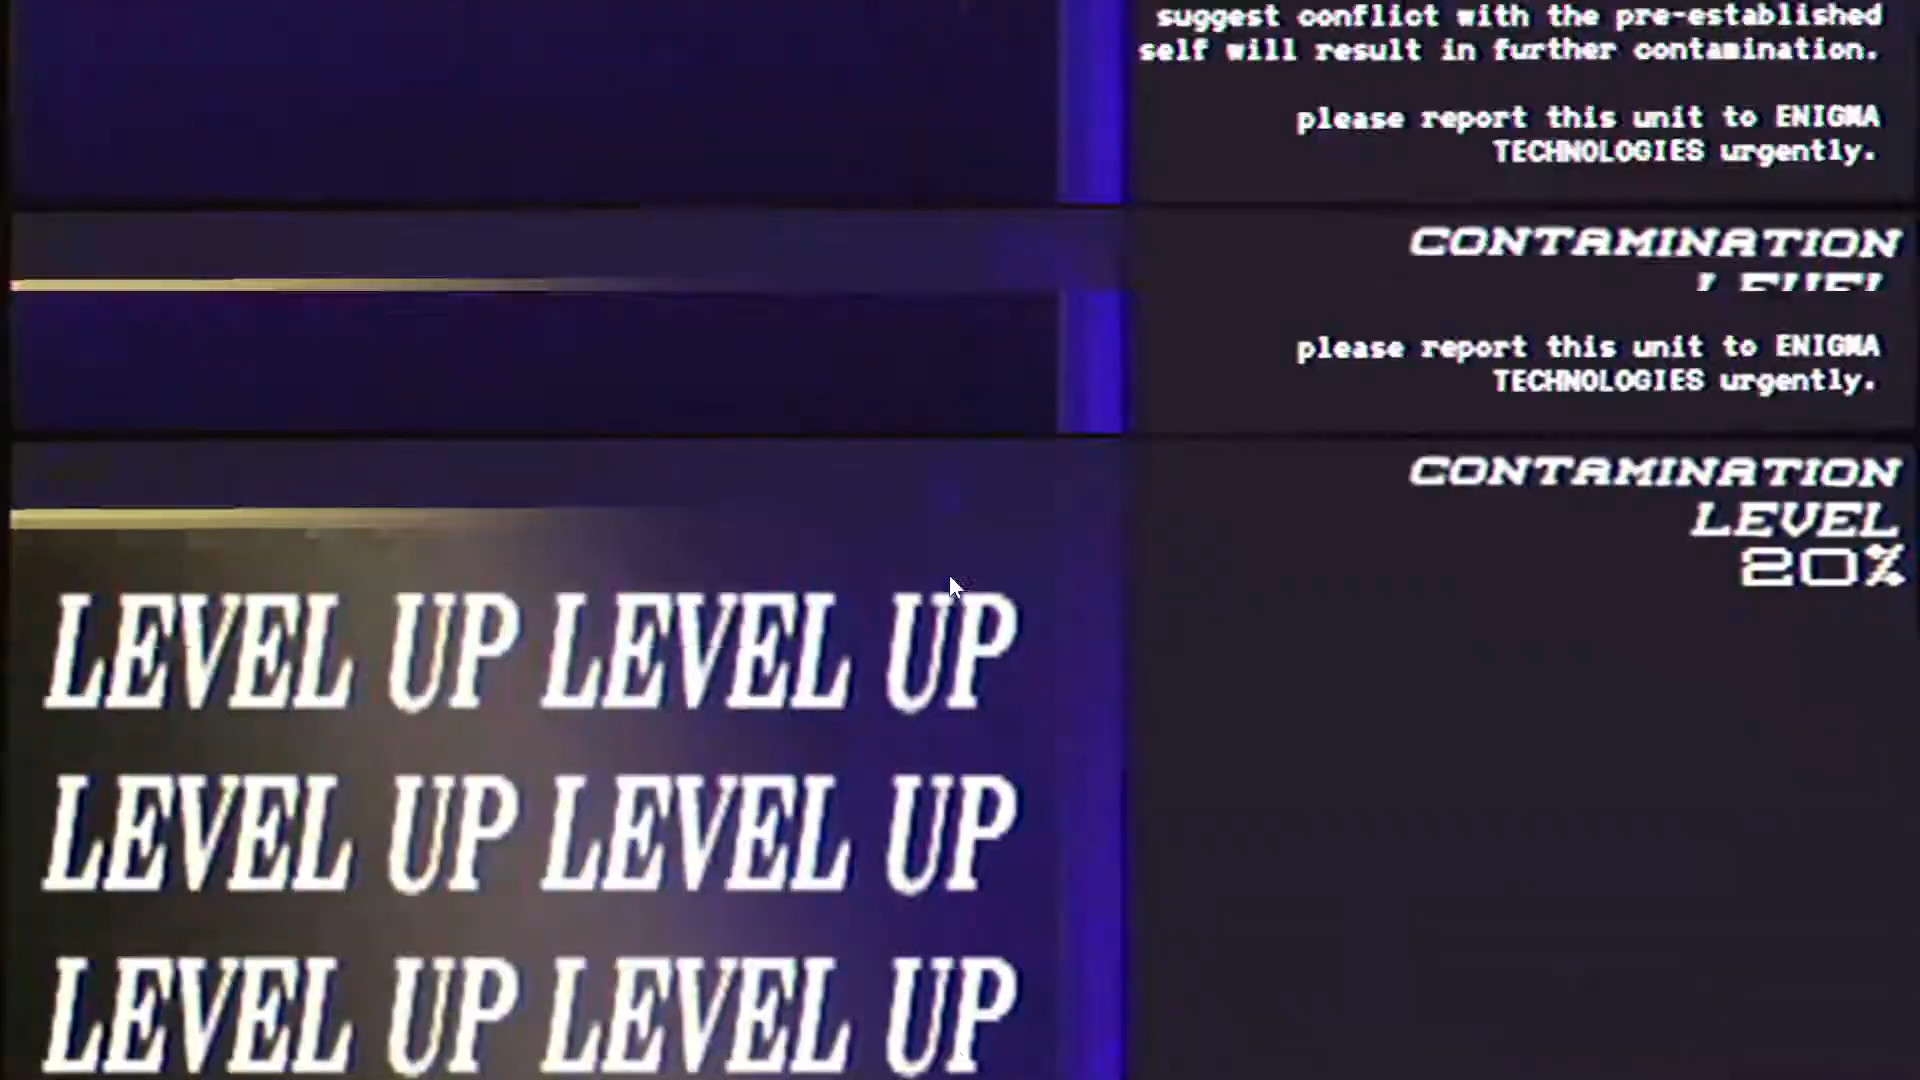 suggest conflict with the pre-established
self will result in further contamination.
please report this unit to ENIGMA
TECHNOLOGIES urgently.
CONTAMINATION
LEVEL
please report this unit to ENIGMA
TECHNOLOGIES urgently.
CONTAMINATION
LEVEL
20%
LEVEL UP LEVEL UP
LEVEL UP LEVEL UP
LEVEL UP LEVEL UP